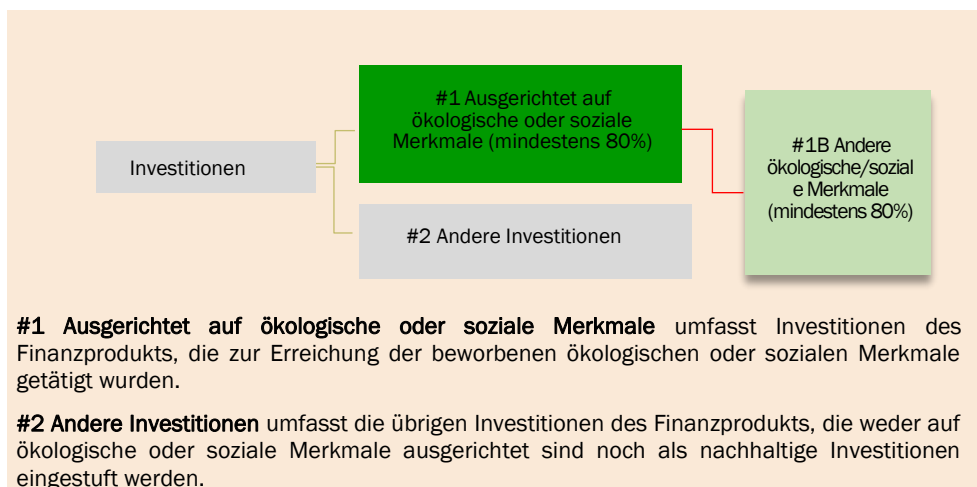 #1 Ausgerichtet auf
ökologische oder soziale
Merkmale (mindestens 80%)
#1B Andere
ökologische/sozial
e Merkmale
(mindestens 80%)
Investitionen
#2 Andere Investitionen
#1 Ausgerichtet auf ökologische oder soziale Merkmale umfasst Investitionen des
Finanzprodukts, die zur Erreichung der beworbenen ökologischen oder sozialen Merkmale
getätigt wurden.
#2 Andere Investitionen umfasst die übrigen Investitionen des Finanzprodukts, die weder auf
ökologische oder soziale Merkmale ausgerichtet sind noch als nachhaltige Investitionen
eingestuft werden.